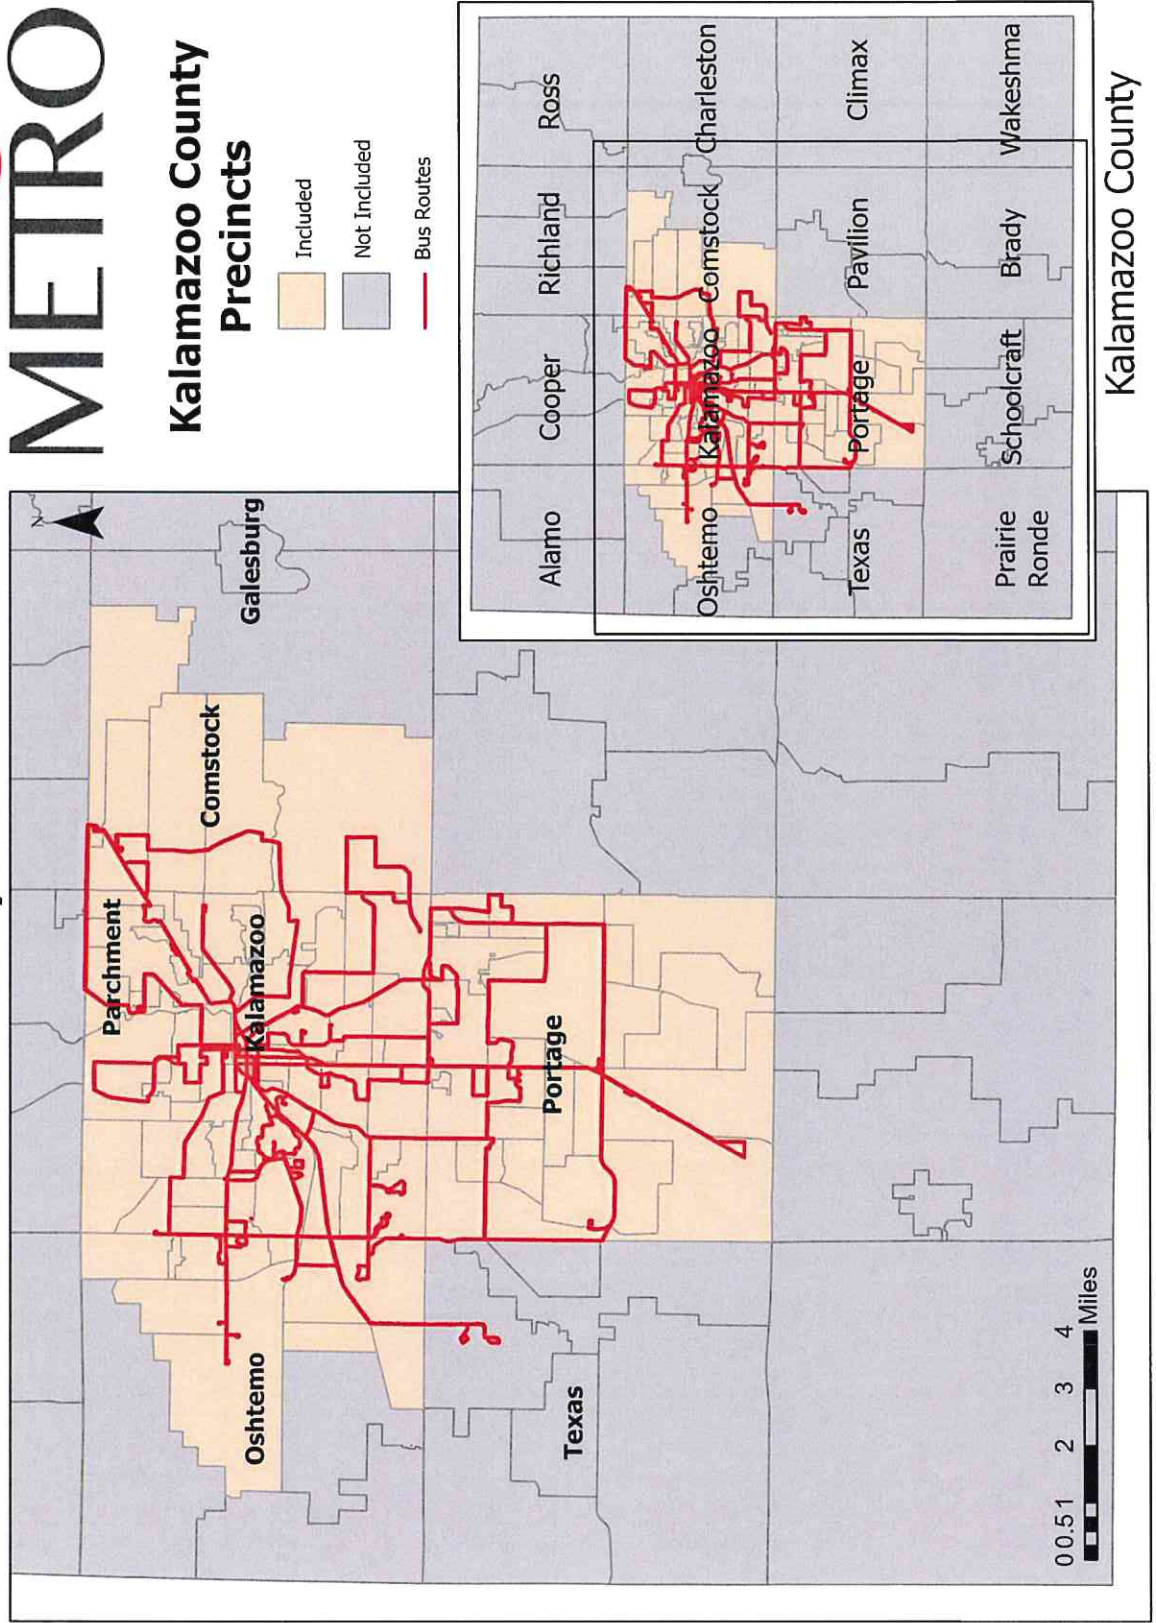 METRO
Kalamazoo County
Precincts
Included
Not Included
Bus Routes
N
Galesburg
Comstock
Parchment
Kalamazoo
Portage
Oshtemo
Texas
0 0.5 1 2 3 4
Miles
Alamo
Cooper
Richland
Ross
Oshtemo
Kalamazoo
Comstock
Charleston
Texas
Portage
Pavilion
Climax
Prairie
Ronde
Schoolcraft
Brady
Wakeshma
Kalamazoo County